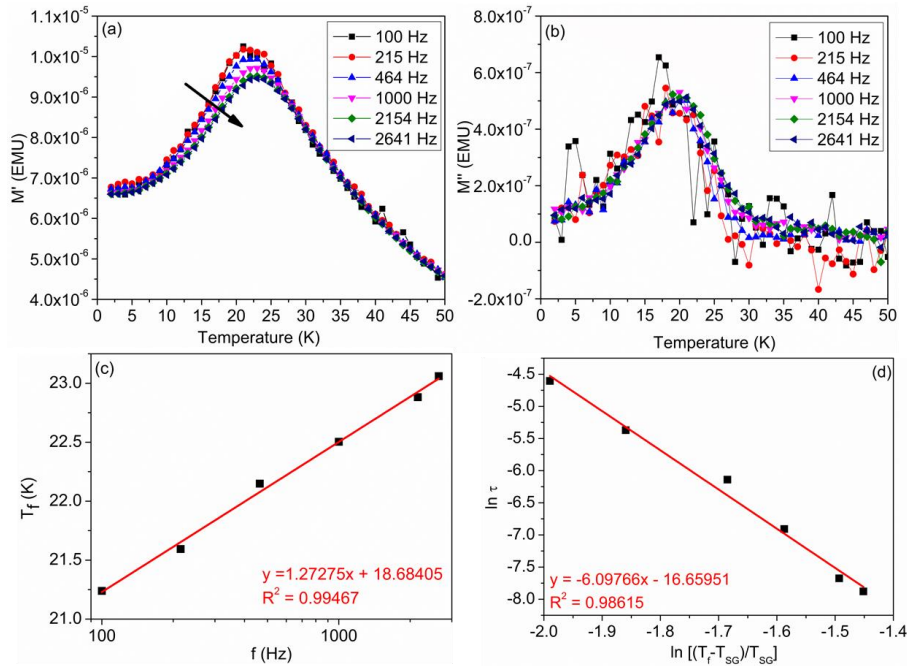 (a)
100 Hz
215 Hz
464 Hz
1000 Hz
2154 Hz
2641 Hz
1.1x10⁻⁵
1.0x10⁻⁵
9.0x10⁻⁶
8.0x10⁻⁶
7.0x10⁻⁶
6.0x10⁻⁶
5.0x10⁻⁶
4.0x10⁻⁶
M' (EMU)
0 5 10 15 20 25 30 35 40 45 50
Temperature (K)
(b)
100 Hz
215 Hz
464 Hz
1000 Hz
2154 Hz
2641 Hz
8.0x10⁻⁷
6.0x10⁻⁷
4.0x10⁻⁷
2.0x10⁻⁷
0.0
-2.0x10⁻⁷
M'' (EMU)
0 5 10 15 20 25 30 35 40 45 50
Temperature (K)
(c)
23.0
22.5
22.0
21.5
21.0
T_f (K)
y =1.27275x + 18.68405
R² = 0.99467
100 1000
f (Hz)
(d)
-4.5
-5.0
-5.5
-6.0
-6.5
-7.0
-7.5
-8.0
ln τ
y = -6.09766x - 16.65951
R² = 0.98615
-2.0 -1.9 -1.8 -1.7 -1.6 -1.5 -1.4
ln [(T_f-T_SG)/T_SG]